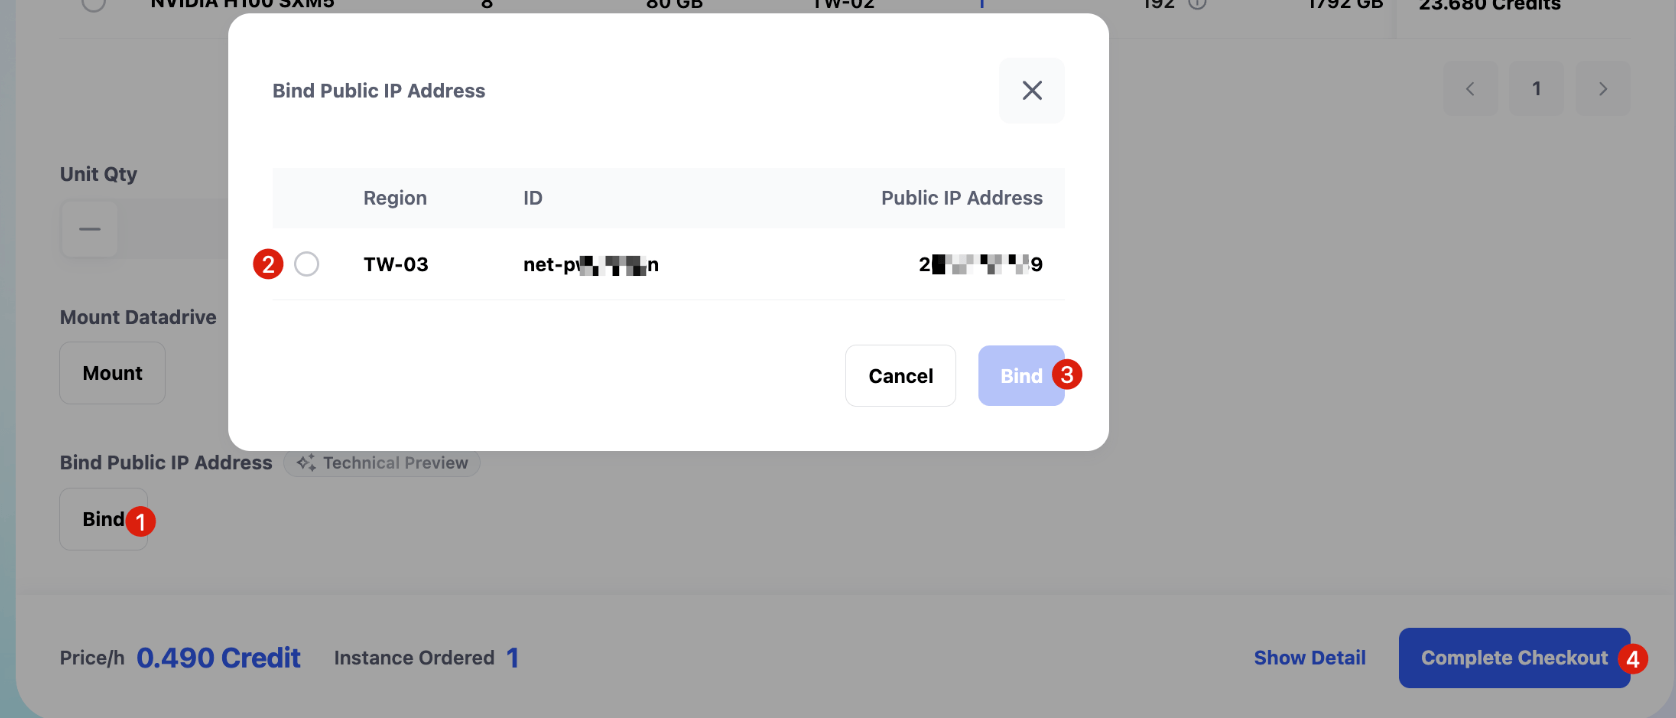 NVIDIA H100 SXM5 8 80 GB TW-02 1 192 1792 GB 23.680 Credits
Bind Public IP Address
1
Unit Qty
Region ID Public IP Address
2 TW-03 net-p n 2 9
Mount Datadrive
Mount
Cancel Bind 3
Bind Public IP Address Technical Preview
Bind 1
Price/h 0.490 Credit Instance Ordered 1 Show Detail Complete Checkout 4